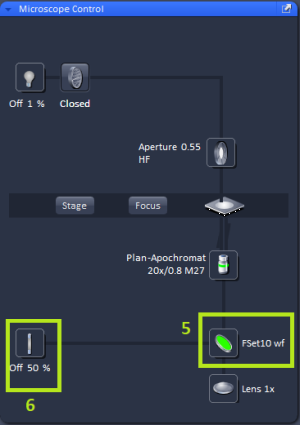 Microscope Control
Off 1 %
Closed
Aperture 0.55
HF
Stage
Focus
Plan-Apochromat
20x/0.8 M27
5
FSet10 wf
Off 50 %
6
Lens 1x